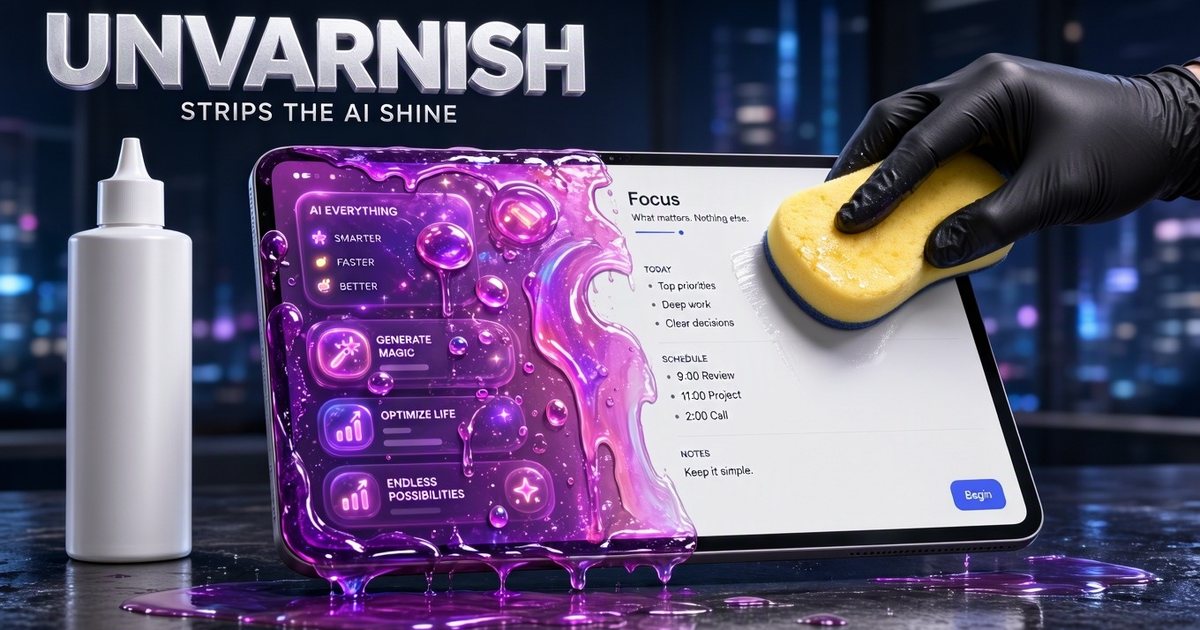 UNVARNISH
STRIPS THE AI SHINE
AI EVERYTHING
SMARTER
FASTER
BETTER
GENERATE
MAGIC
OPTIMIZE LIFE
ENDLESS
POSSIBILITIES
Focus
What matters. Nothing else.
TODAY
• Top priorities
• Deep work
• Clear decisions
SCHEDULE
• 9:00 Review
• 11:00 Project
• 2:00 Call
NOTES
Keep it simple.
Begin